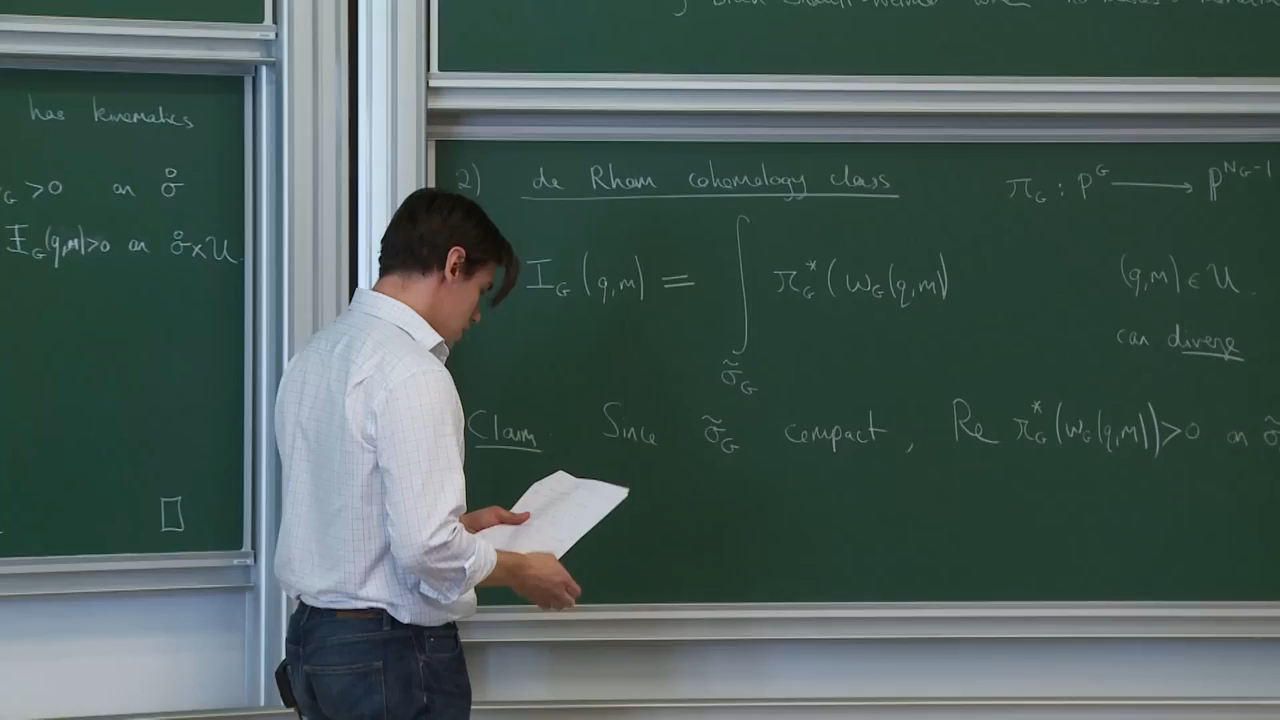 has kinematics
G >0 on σ̊
Ξ_G(q,m)>0 on σ̊×U.
2) de Rham cohomology class
π_G : P^G ⟶ P^{N_G-1}
I_G (q,m) = ∫_{σ̃_G} π_G^*(ω_G(q,m))
(q,m) ∈ U.
can diverge
Claim. Since σ̃_G compact, Re π_G^*(ω_G(q,m))>0 on σ̃
□